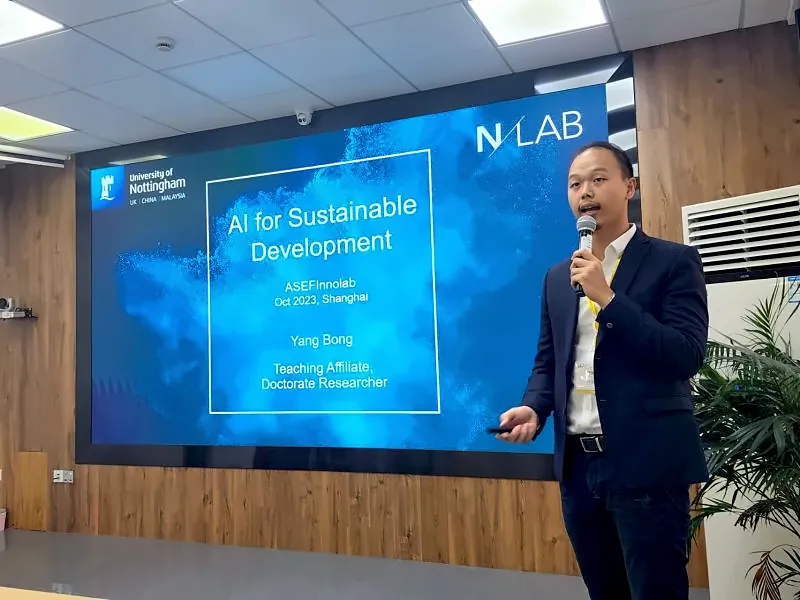 University of
Nottingham
UK | CHINA | MALAYSIA
N/LAB
AI for Sustainable
Development
ASEFInnolab
Oct 2023, Shanghai
Yang Bong
Teaching Affiliate,
Doctorate Researcher